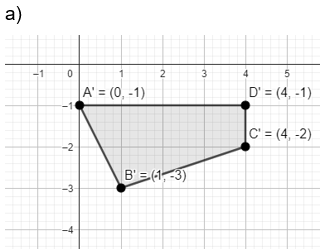 a)
−1 0 1 2 3 4 5
A' = (0, -1) D' = (4, -1)
−1
C' = (4, -2)
−2
B' = (1, -3)
−3
−4